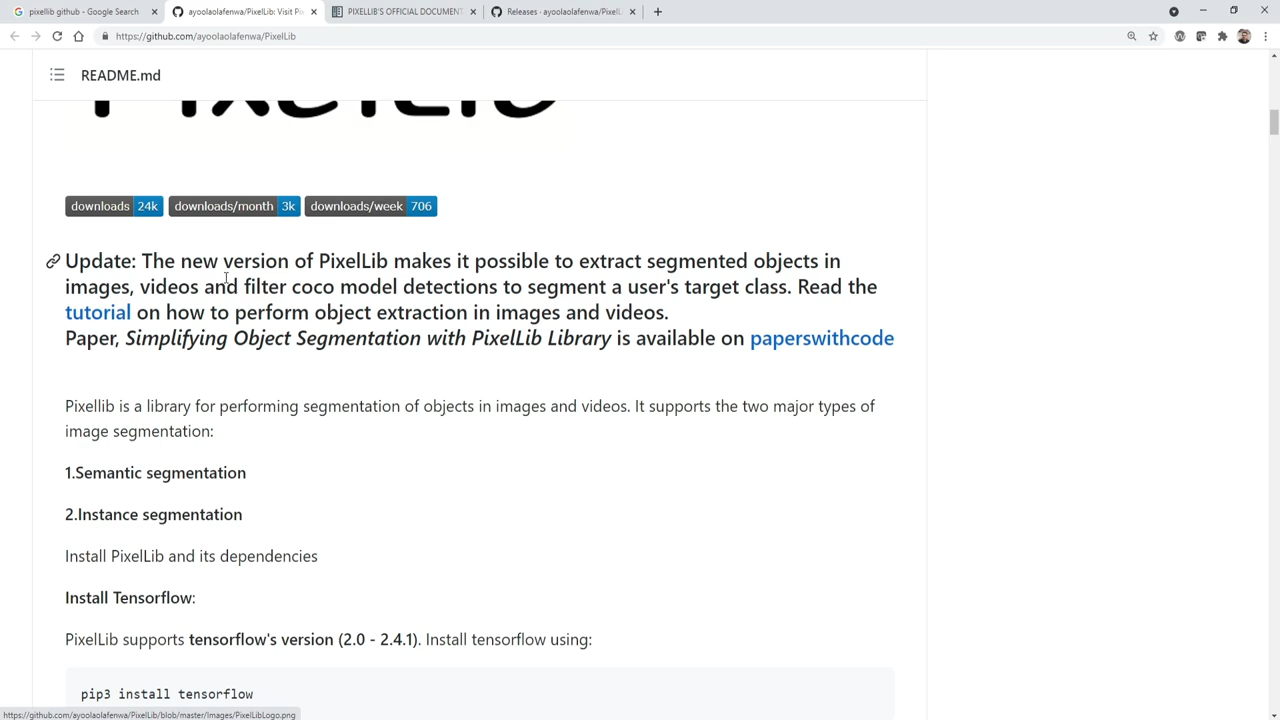 pixellib github - Google Search
ayoolaolafenwa/PixelLib: Visit Pi
PIXELLIB'S OFFICIAL DOCUMENT
Releases · ayoolaolafenwa/PixelL
https://github.com/ayoolaolafenwa/PixelLib
README.md
PixelLib
downloads 24k downloads/month 3k downloads/week 706
Update: The new version of PixelLib makes it possible to extract segmented objects in
images, videos and filter coco model detections to segment a user's target class. Read the
tutorial on how to perform object extraction in images and videos.
Paper, Simplifying Object Segmentation with PixelLib Library is available on paperswithcode
Pixellib is a library for performing segmentation of objects in images and videos. It supports the two major types of
image segmentation:
1.Semantic segmentation
2.Instance segmentation
Install PixelLib and its dependencies
Install Tensorflow:
PixelLib supports tensorflow's version (2.0 - 2.4.1). Install tensorflow using:
pip3 install tensorflow
https://github.com/ayoolaolafenwa/PixelLib/blob/master/Images/PixelLibLogo.png